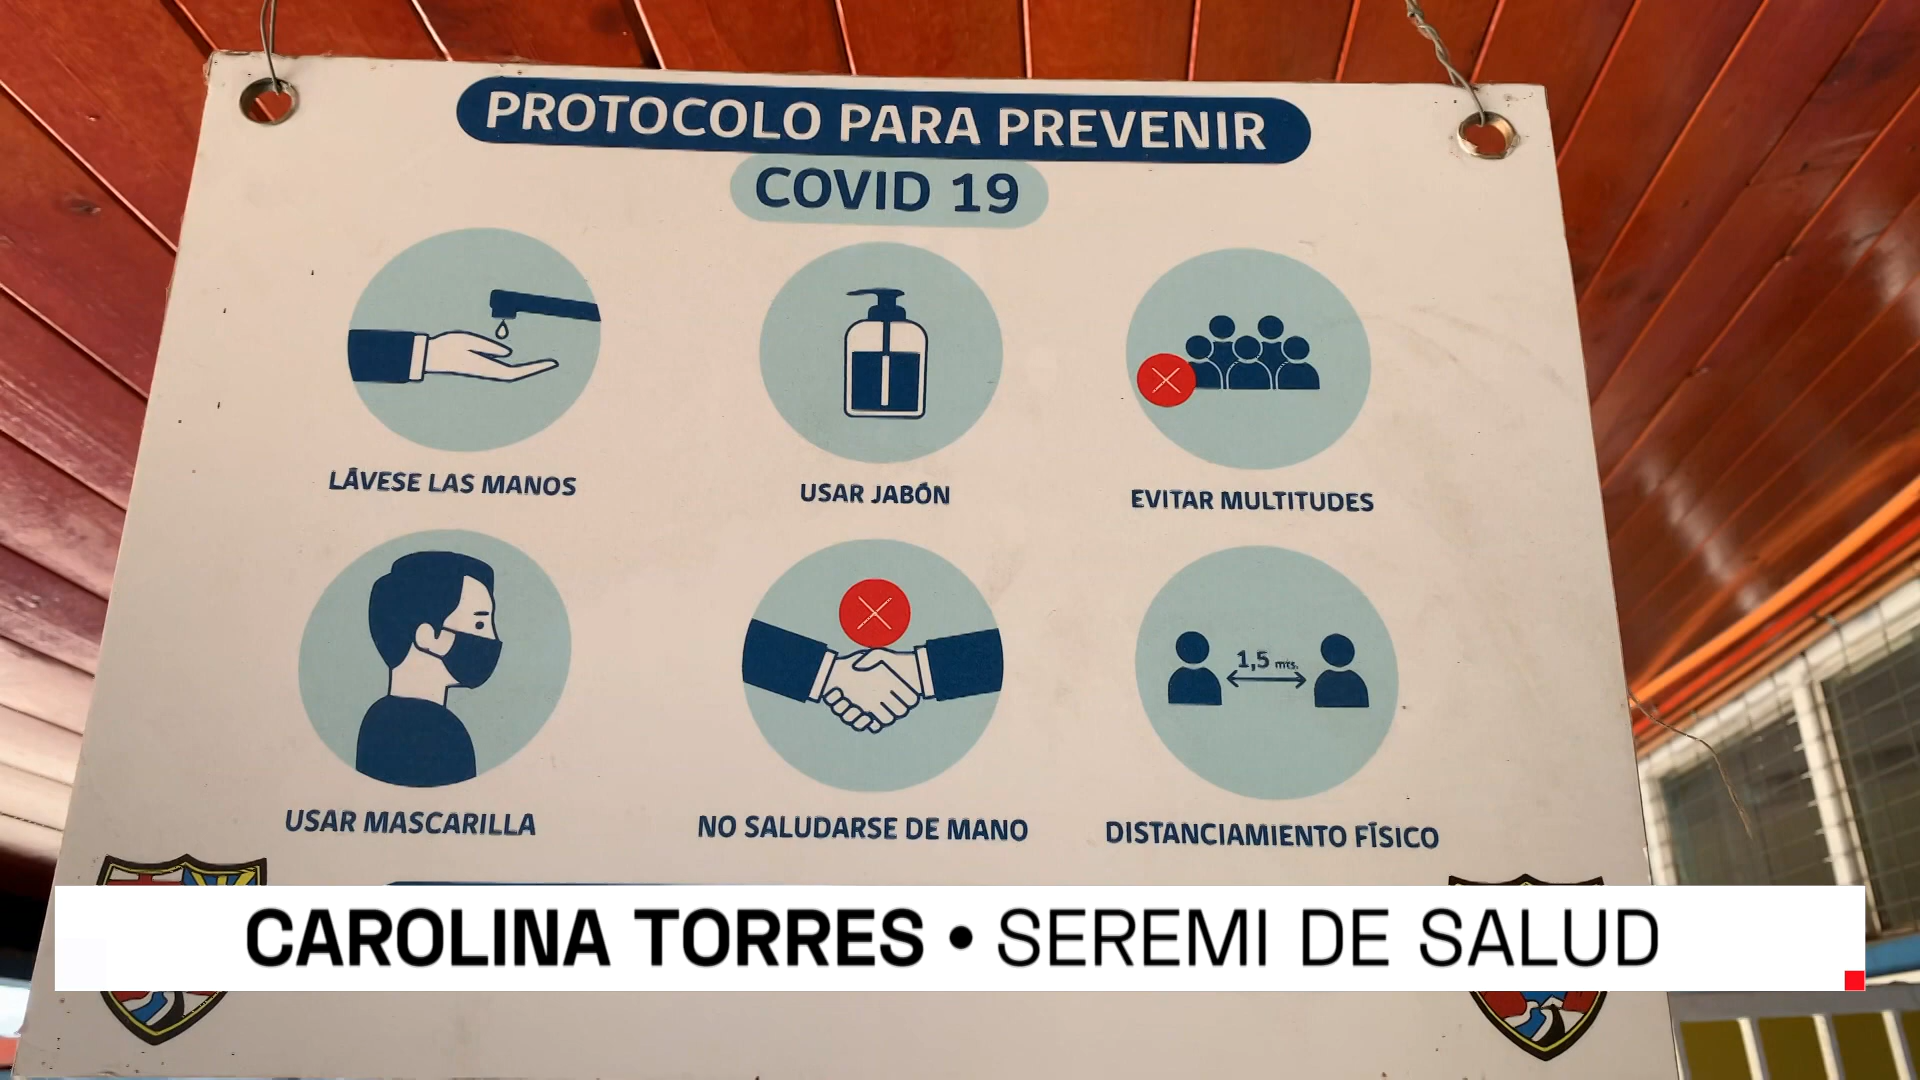 PROTOCOLO PARA PREVENIR
COVID 19
LÁVESE LAS MANOS
USAR JABÓN
EVITAR MULTITUDES
1,5 mts.
USAR MASCARILLA
NO SALUDARSE DE MANO
DISTANCIAMIENTO FÍSICO
CAROLINA TORRES • SEREMI DE SALUD